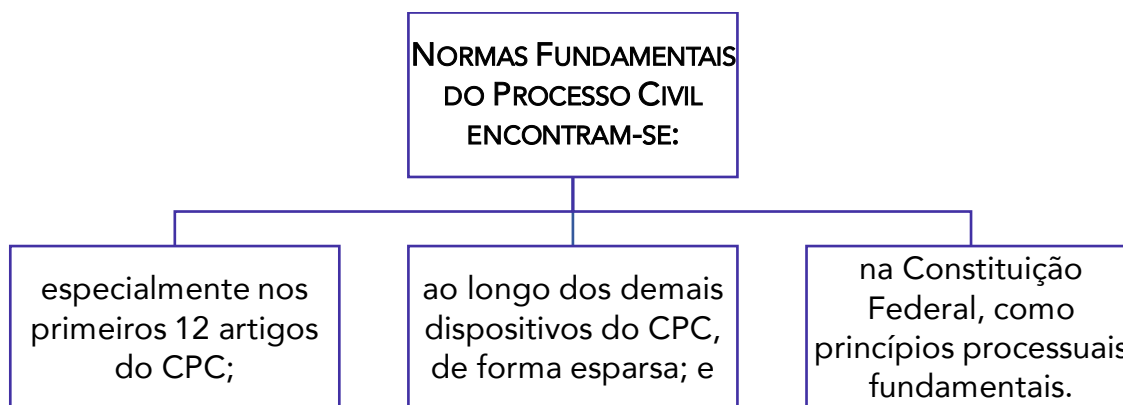 NORMAS FUNDAMENTAIS
DO PROCESSO CIVIL
ENCONTRAM-SE:
especialmente nos
primeiros 12 artigos
do CPC;
ao longo dos demais
dispositivos do CPC,
de forma esparsa; e
na Constituição
Federal, como
princípios processuais
fundamentais.